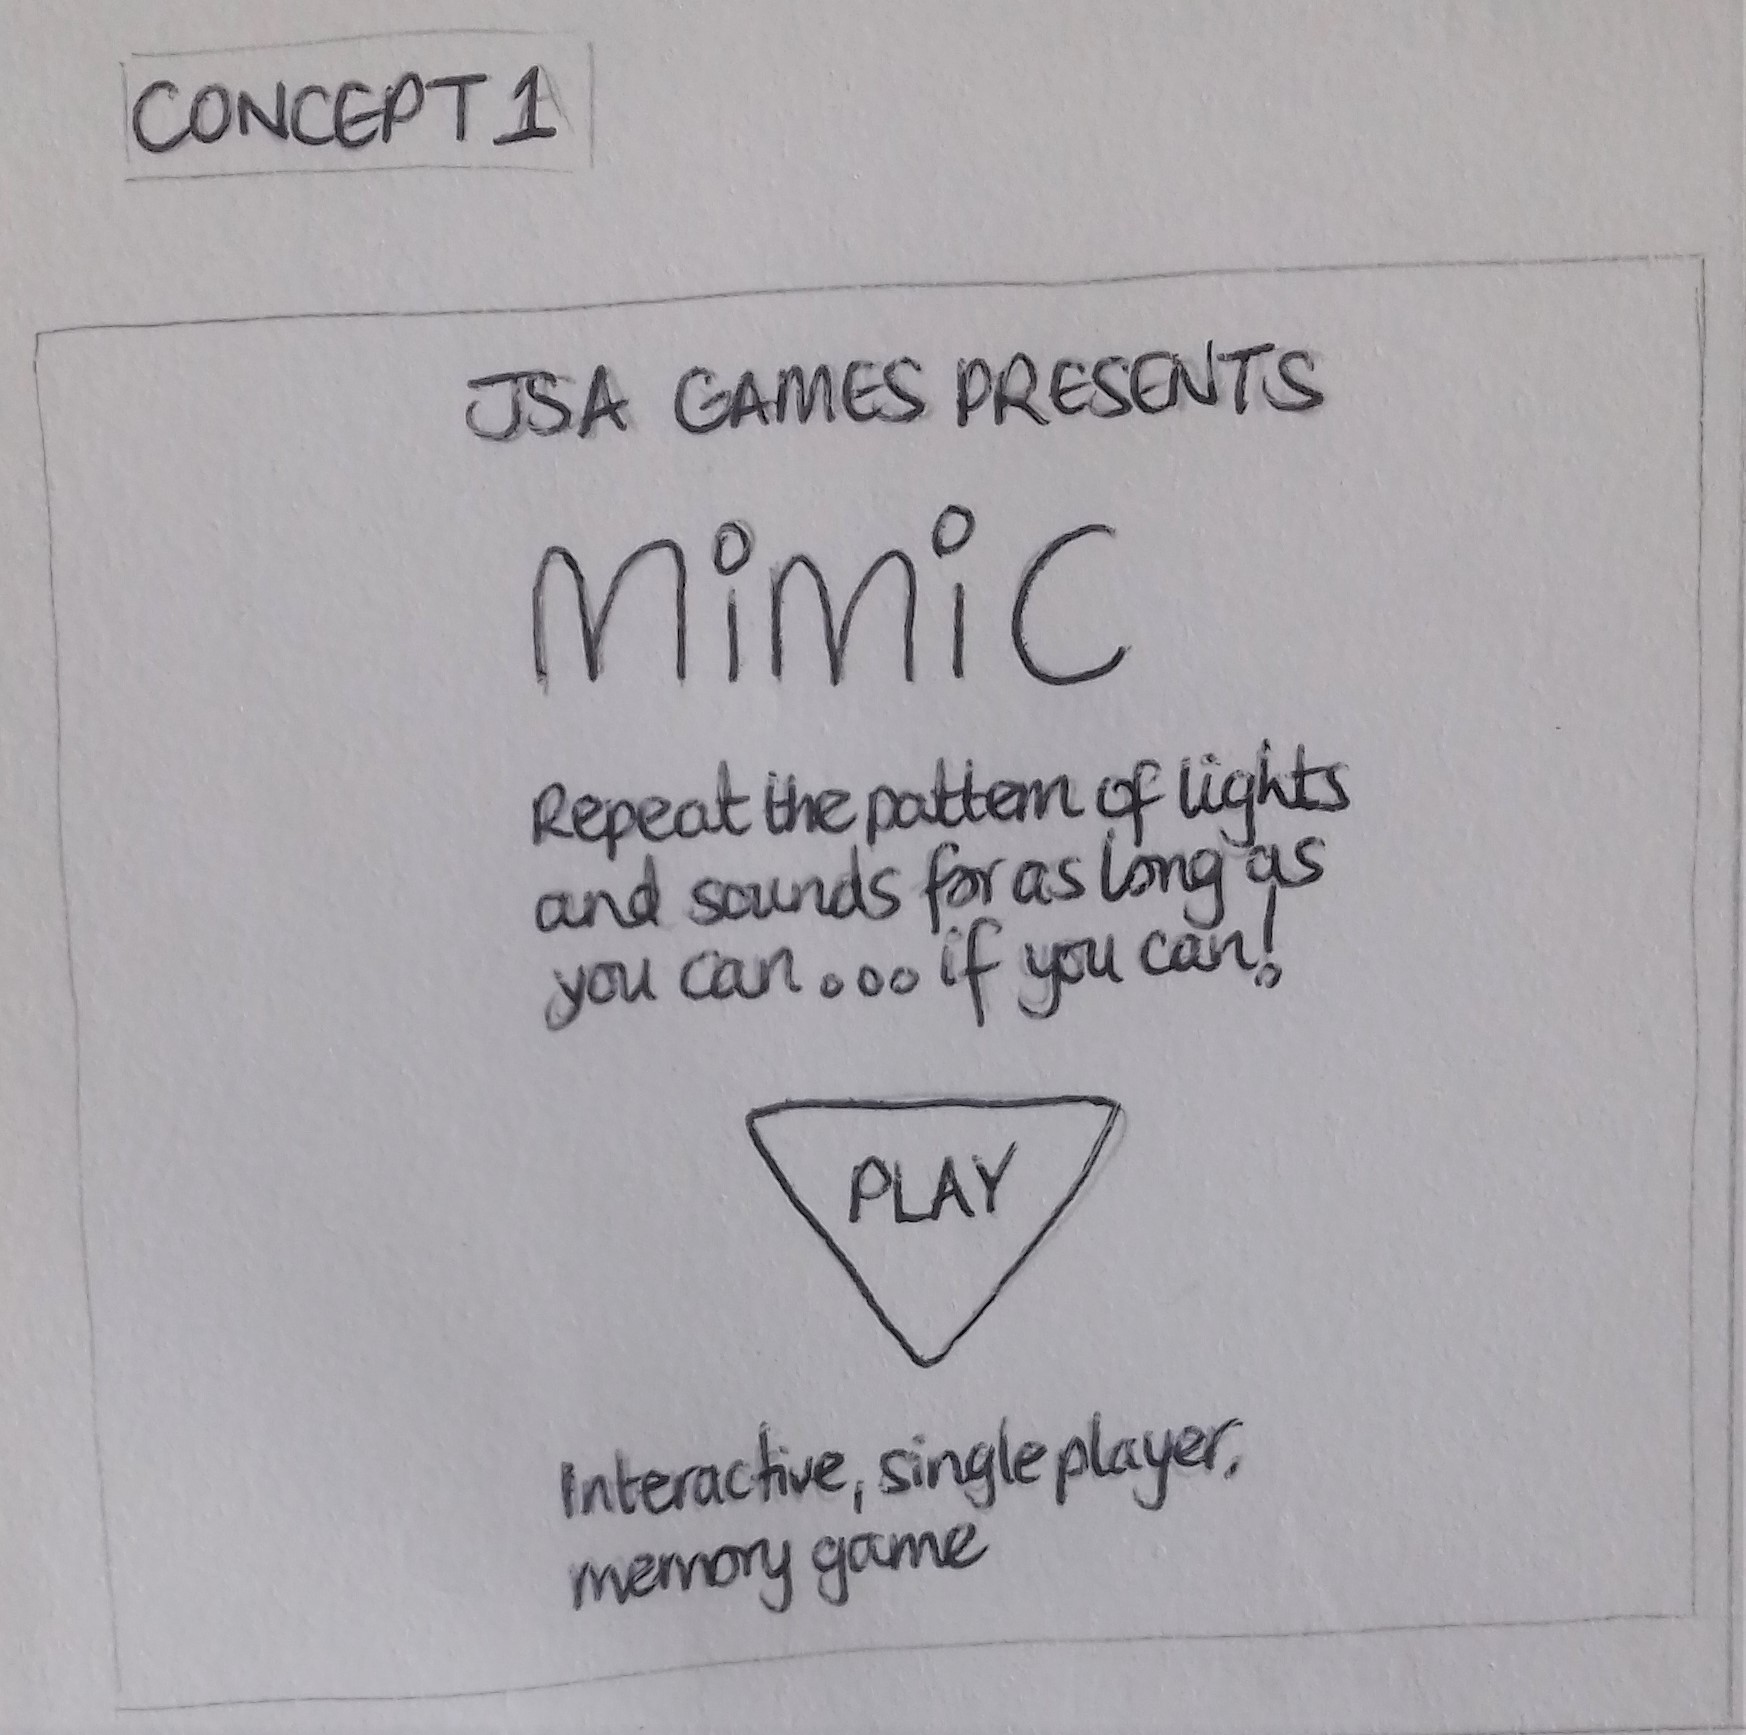 CONCEPT 1
JSA GAMES PRESENTS
MiMiC
Repeat the pattern of lights
and sounds for as long as
you can... if you can!
PLAY
Interactive, single player,
memory game